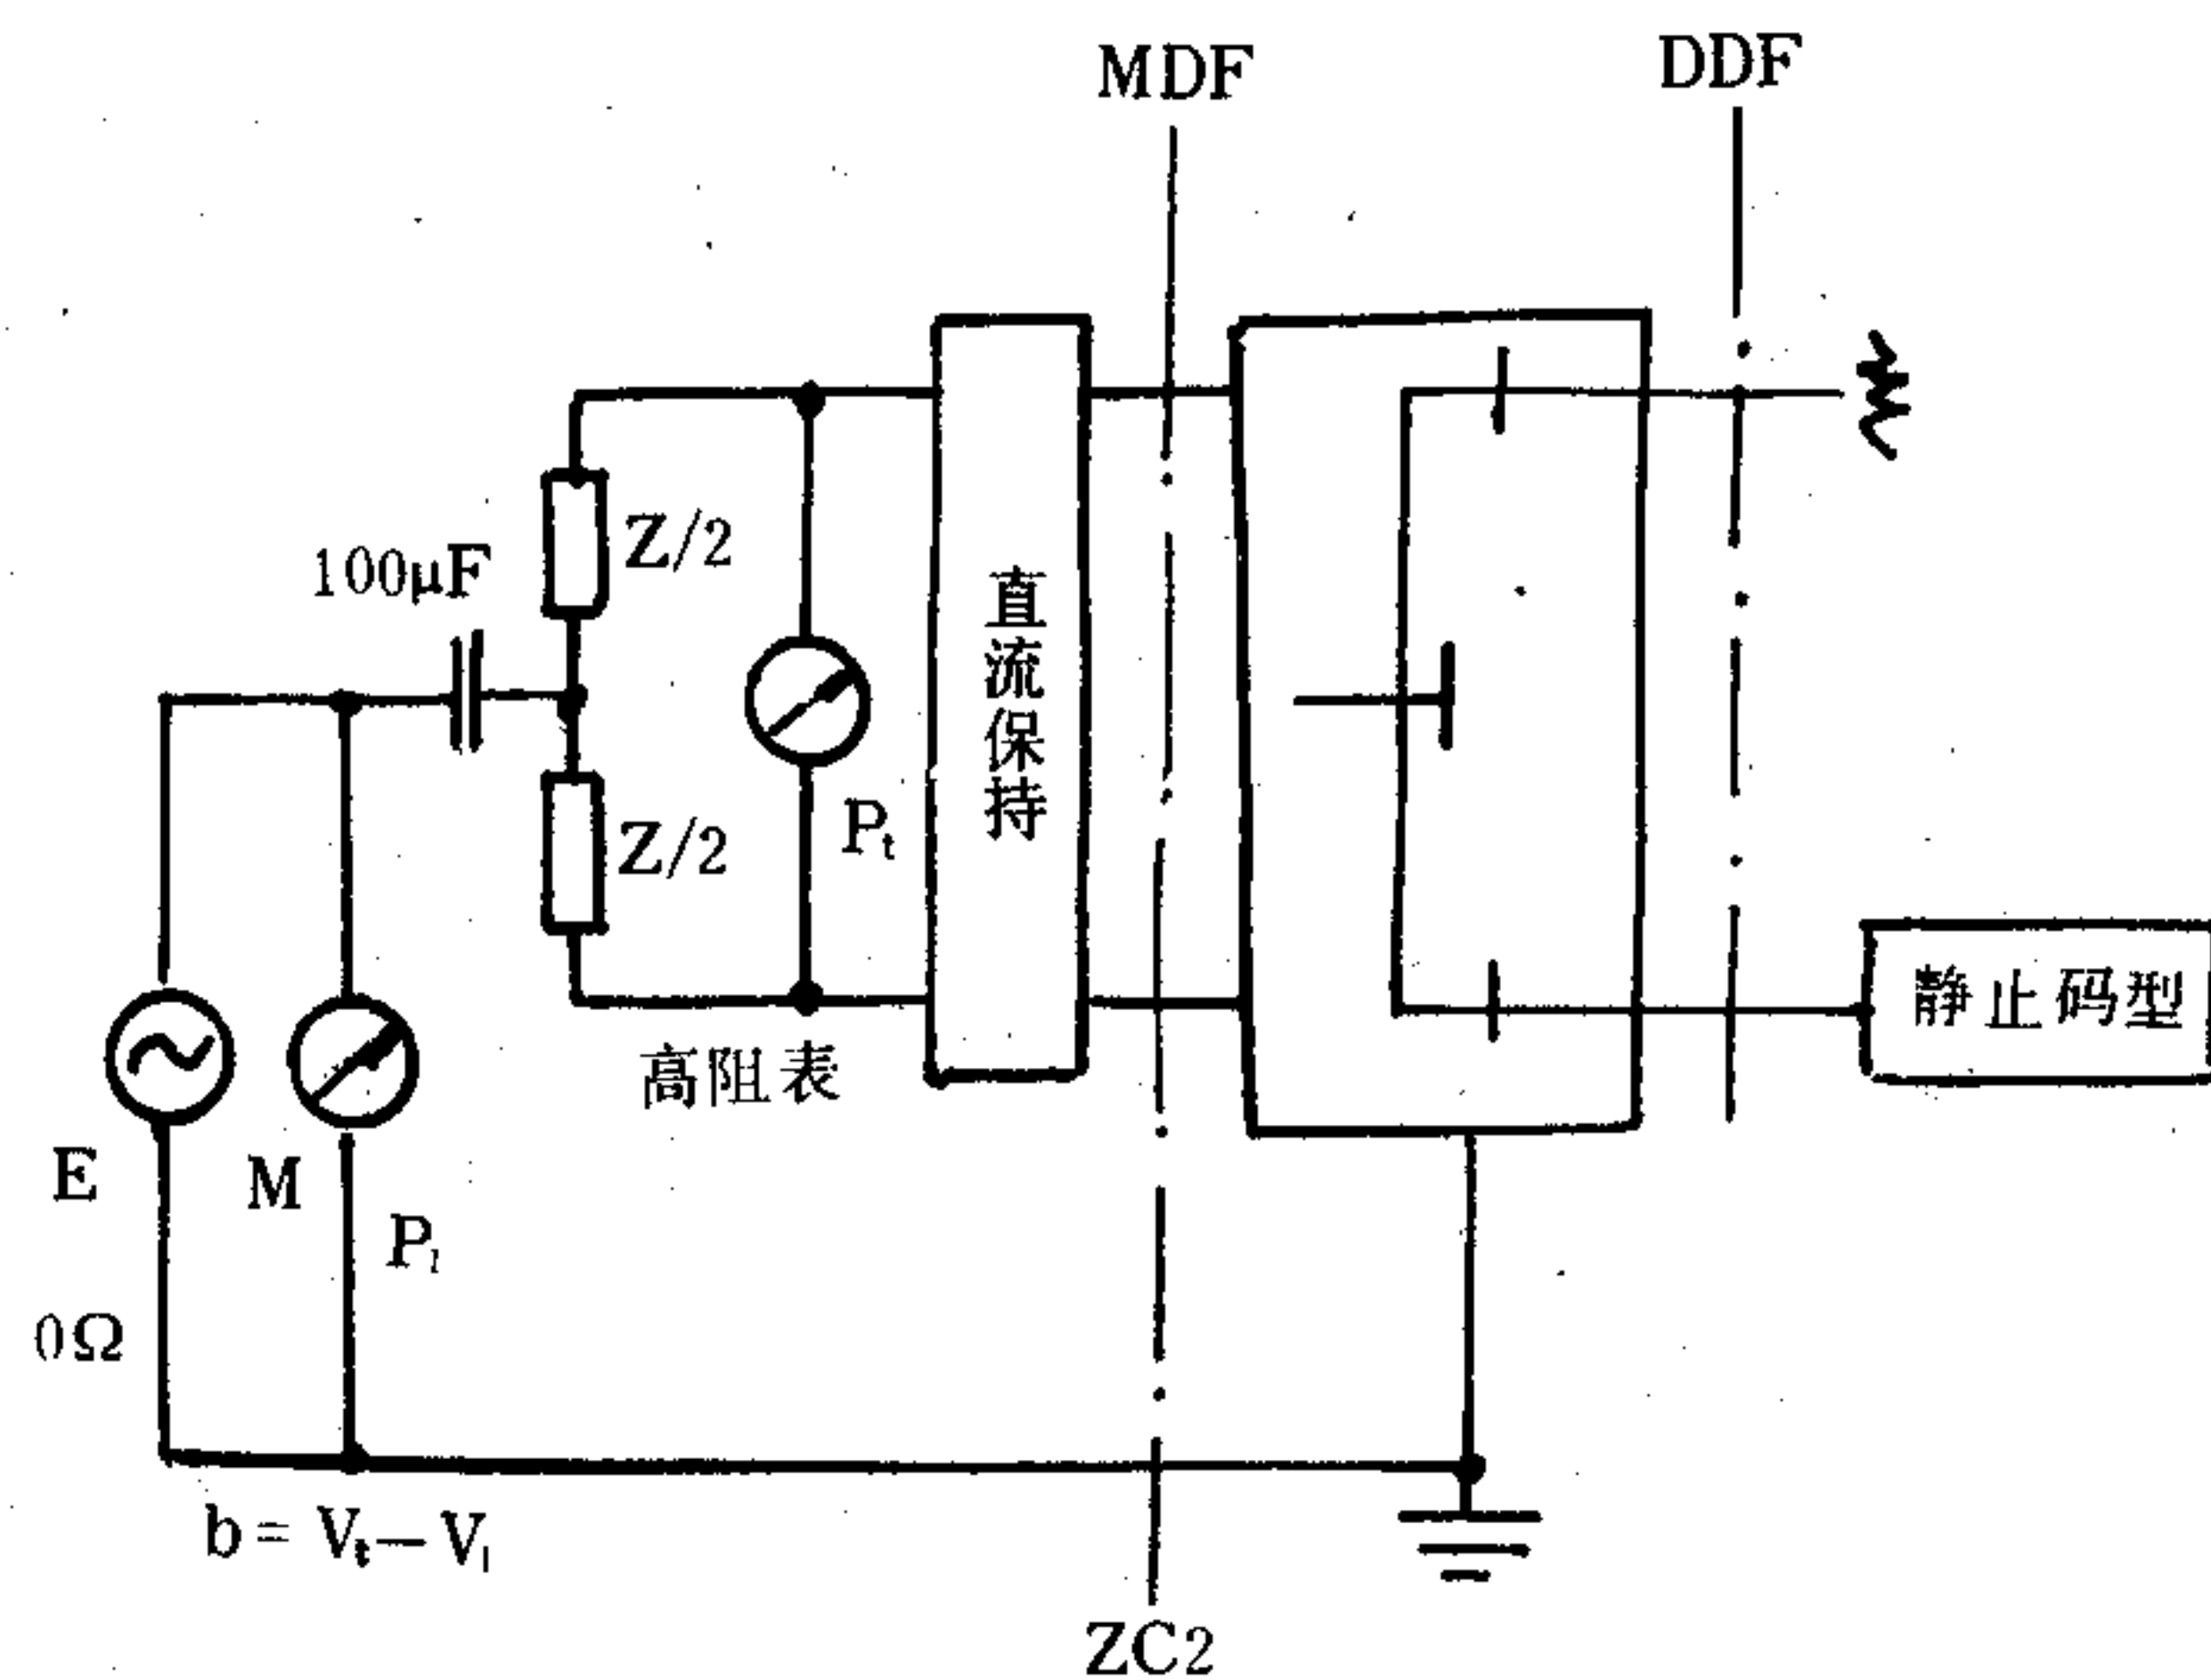 MDF
DDF
100μF
Z/2
Z/2
直流保持
Pt
高阻表
静止码型
E
M
Pl
0Ω
b = Vt－Vl
ZC2